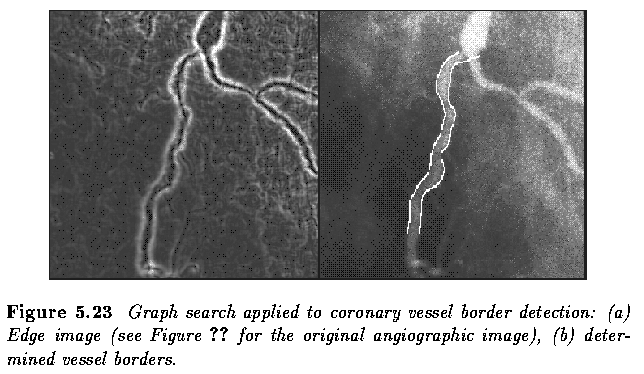 Figure 5.23 Graph search applied to coronary vessel border detection: (a)
Edge image (see Figure ?? for the original angiographic image), (b) deter-
mined vessel borders.